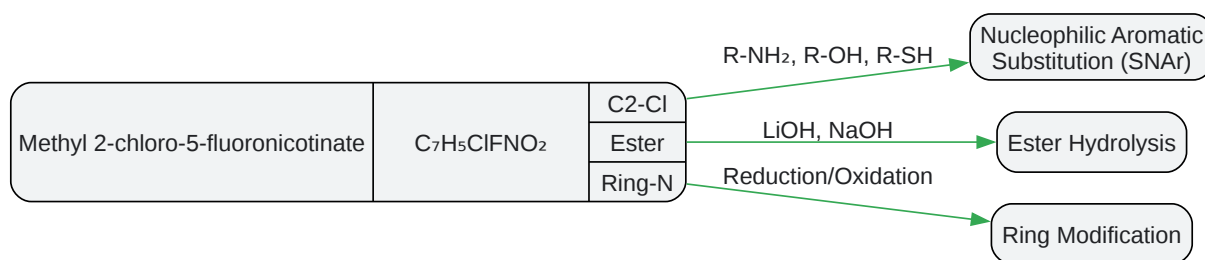 Methyl 2-chloro-5-fluoronicotinate
C₇H₅ClFNO₂
C2-Cl
Ester
Ring-N
R-NH₂, R-OH, R-SH
LiOH, NaOH
Reduction/Oxidation
Nucleophilic Aromatic
Substitution (SNAr)
Ester Hydrolysis
Ring Modification